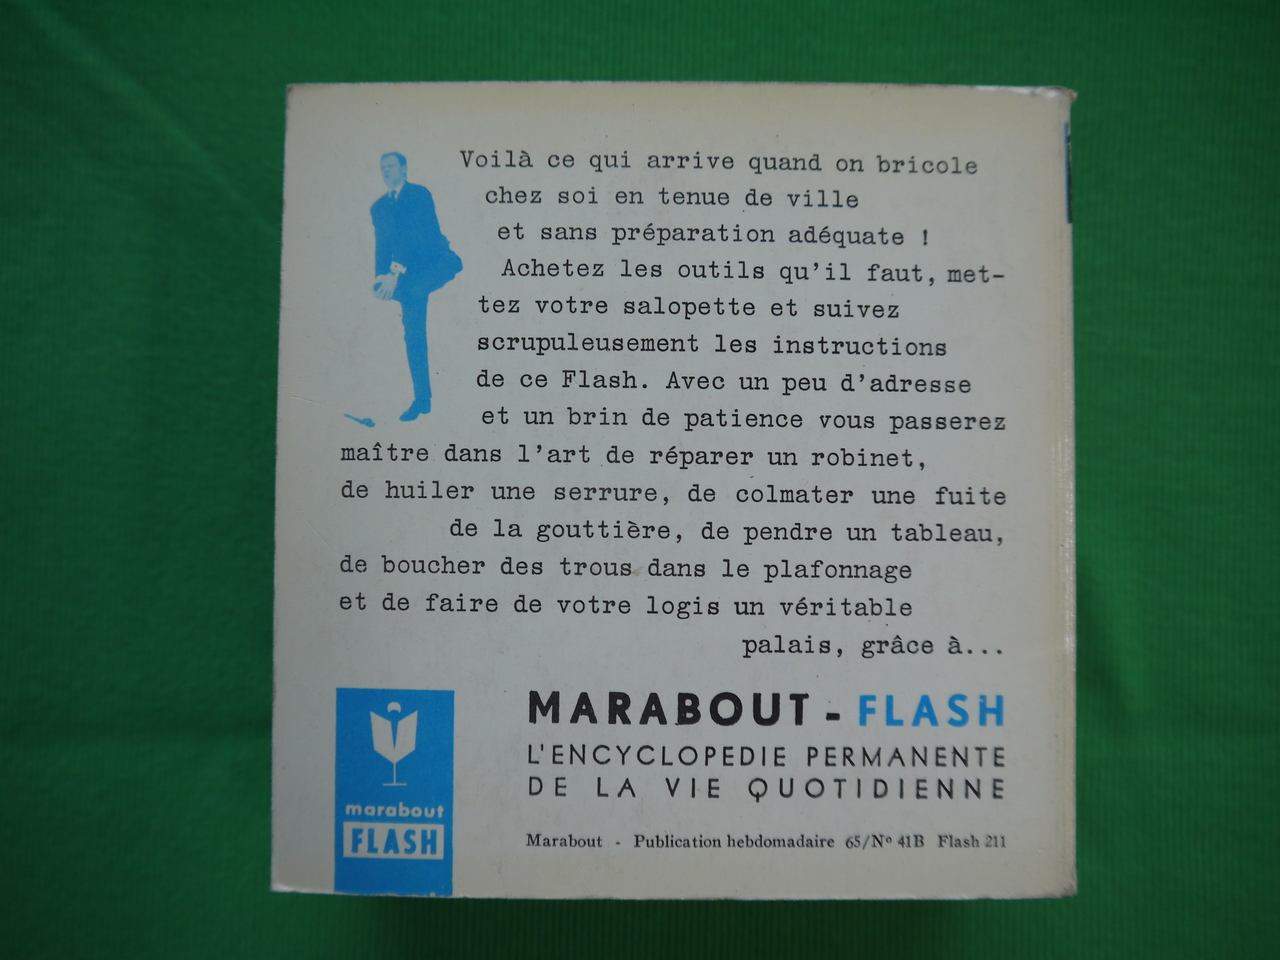 Voilà ce qui arrive quand on bricole
chez soi en tenue de ville
et sans préparation adéquate !
Achetez les outils qu'il faut, met-
tez votre salopette et suivez
scrupuleusement les instructions
de ce Flash. Avec un peu d'adresse
et un brin de patience vous passerez
maître dans l'art de réparer un robinet,
de huiler une serrure, de colmater une fuite
de la gouttière, de pendre un tableau,
de boucher des trous dans le plafonnage
et de faire de votre logis un véritable
palais, grâce à...
MARABOUT - FLASH
L'ENCYCLOPEDIE PERMANENTE
DE LA VIE QUOTIDIENNE
marabout
FLASH
Marabout - Publication hebdomadaire 65/Nº 41B Flash 211